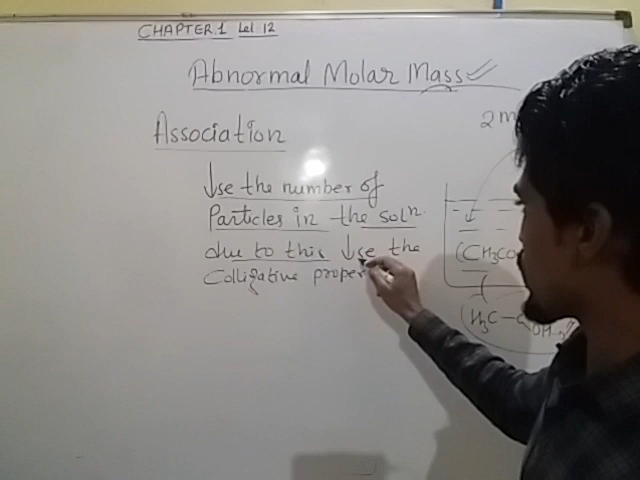 CHAPTER.1 Lel 12
Abnormal Molar Mass
Association
↓se the number of
Particles in the solⁿ.
due to this ↓se the
Colligative proper
2 m
(CH3CO
(H3C - C
OH